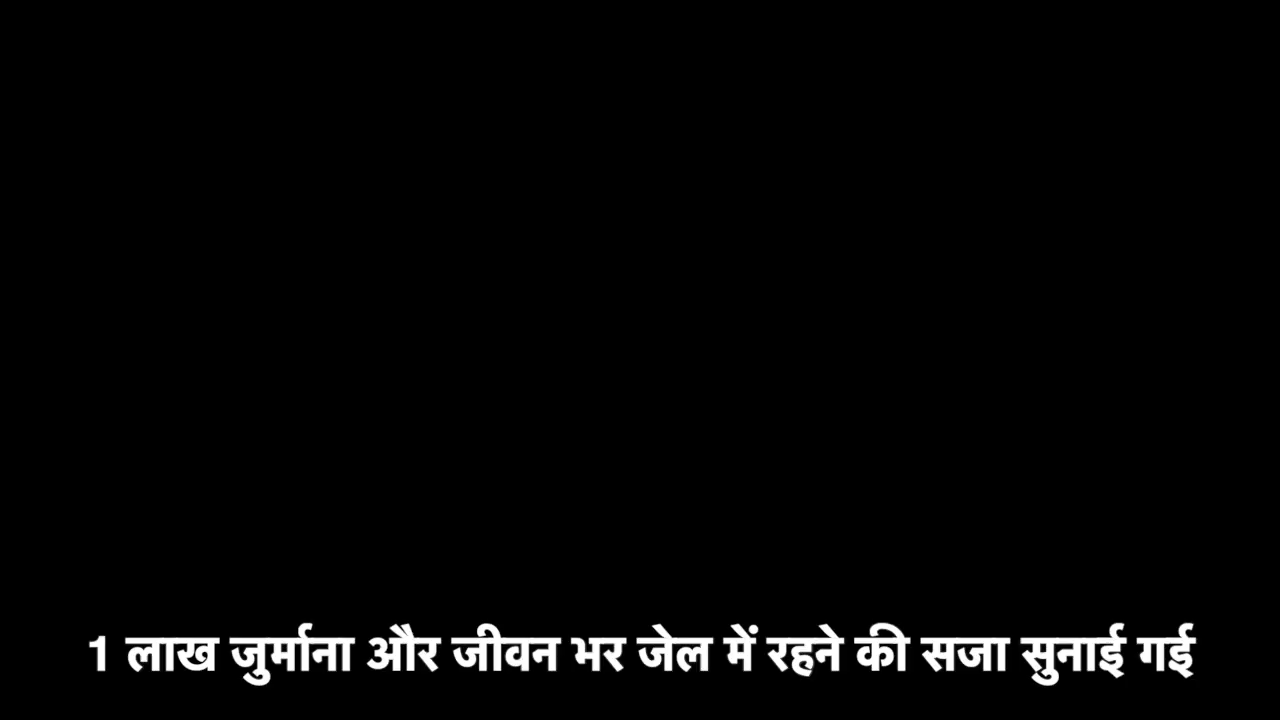 1 लाख जुर्माना और जीवन भर जेल में रहने की सजा सुनाई गई